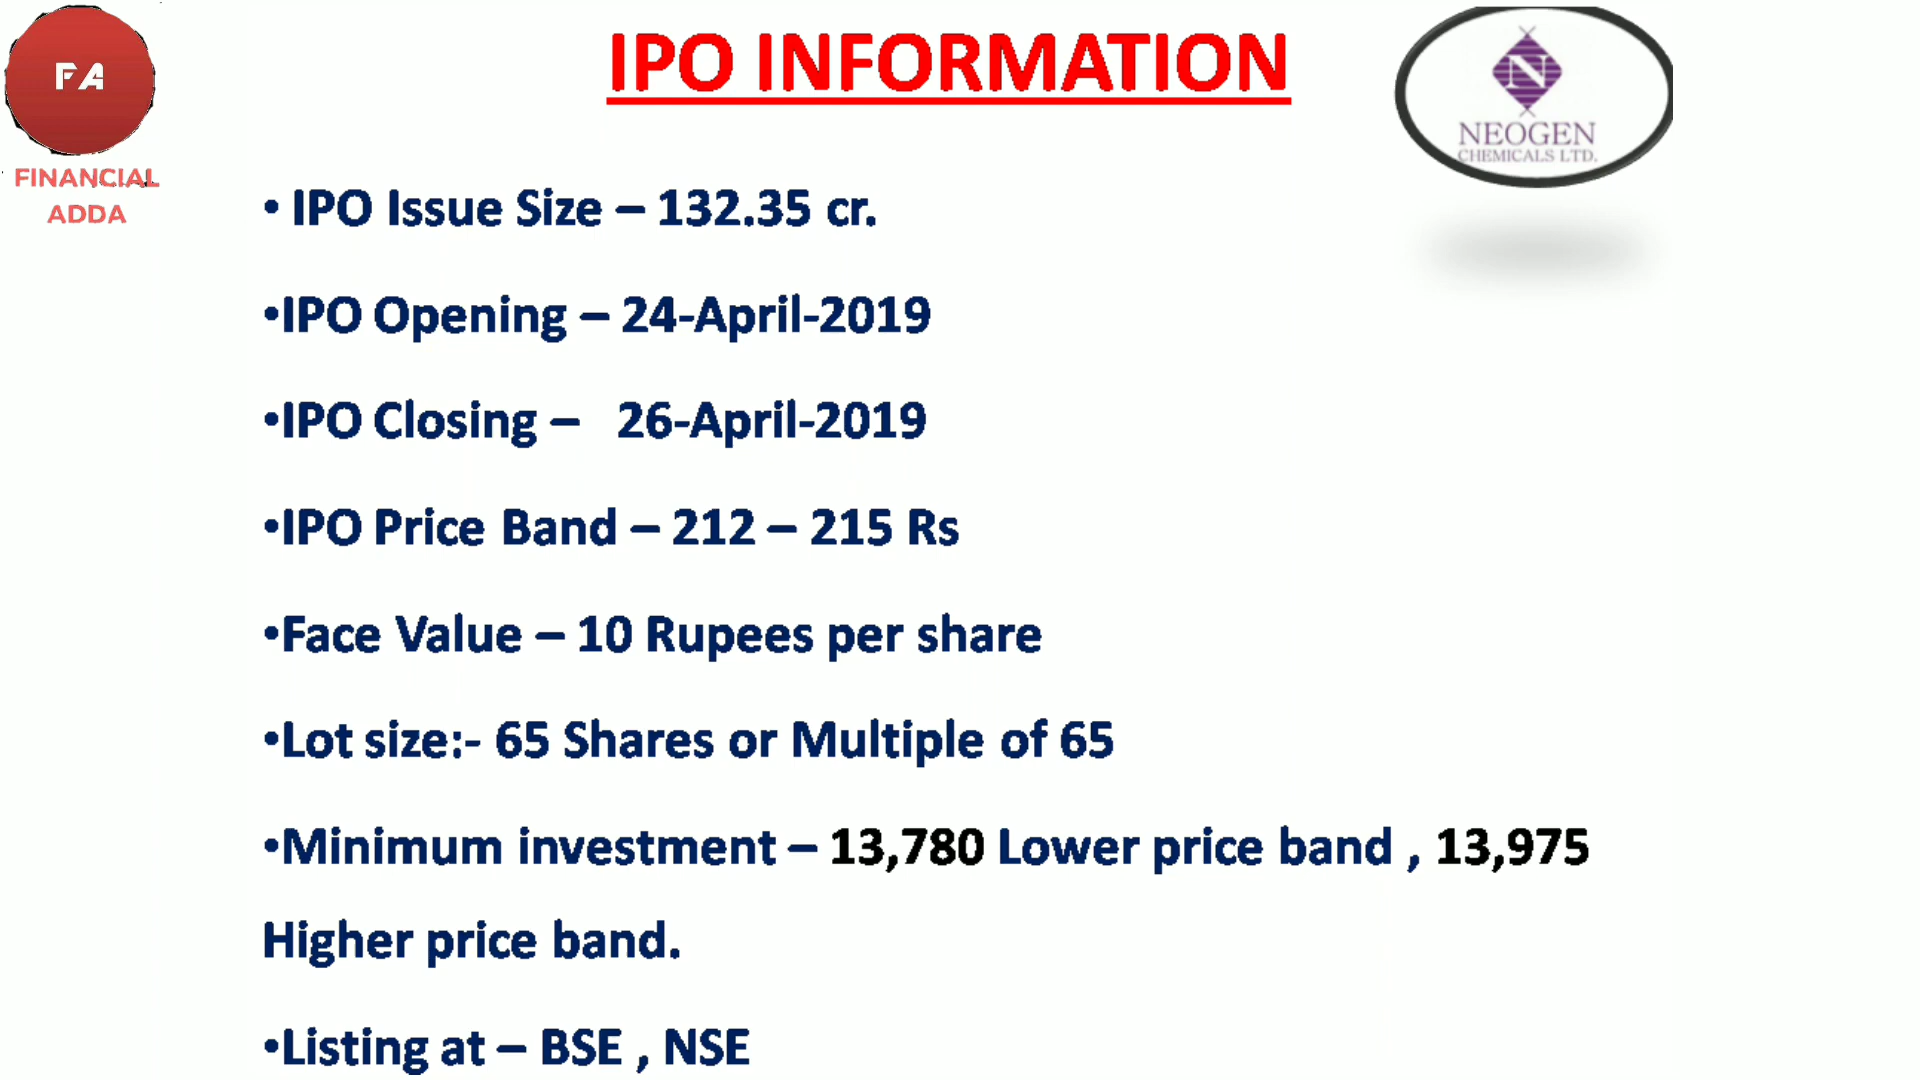 FA
FINANCIAL
ADDA
IPO INFORMATION
N
NEOGEN
CHEMICALS LTD.
• IPO Issue Size – 132.35 cr.
•IPO Opening – 24-April-2019
•IPO Closing – 26-April-2019
•IPO Price Band – 212 – 215 Rs
•Face Value – 10 Rupees per share
•Lot size:- 65 Shares or Multiple of 65
•Minimum investment – 13,780 Lower price band , 13,975
Higher price band.
•Listing at – BSE , NSE